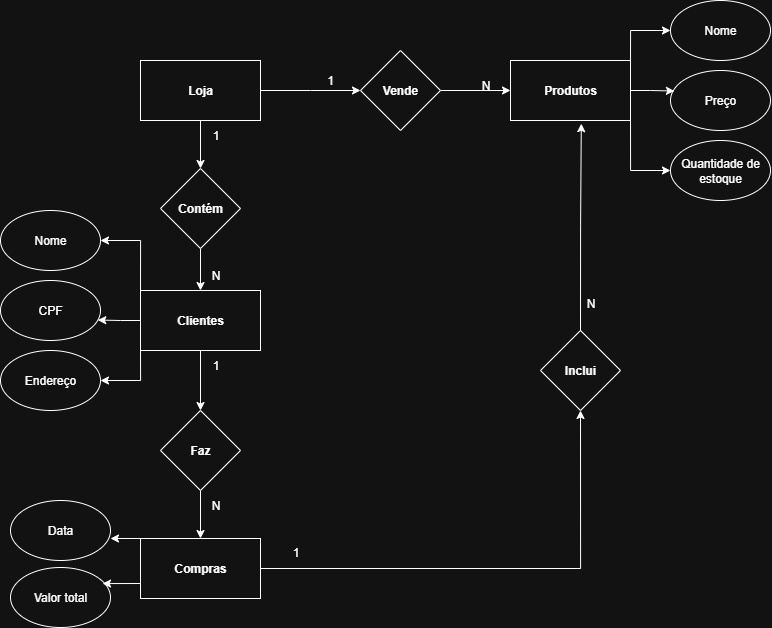 Nome
Loja
1
Vende
N
Produtos
Preço
1
Quantidade de
estoque
Contém
Nome
N
CPF
Clientes
N
1
Inclui
Endereço
Faz
N
Data
1
Compras
Valor total